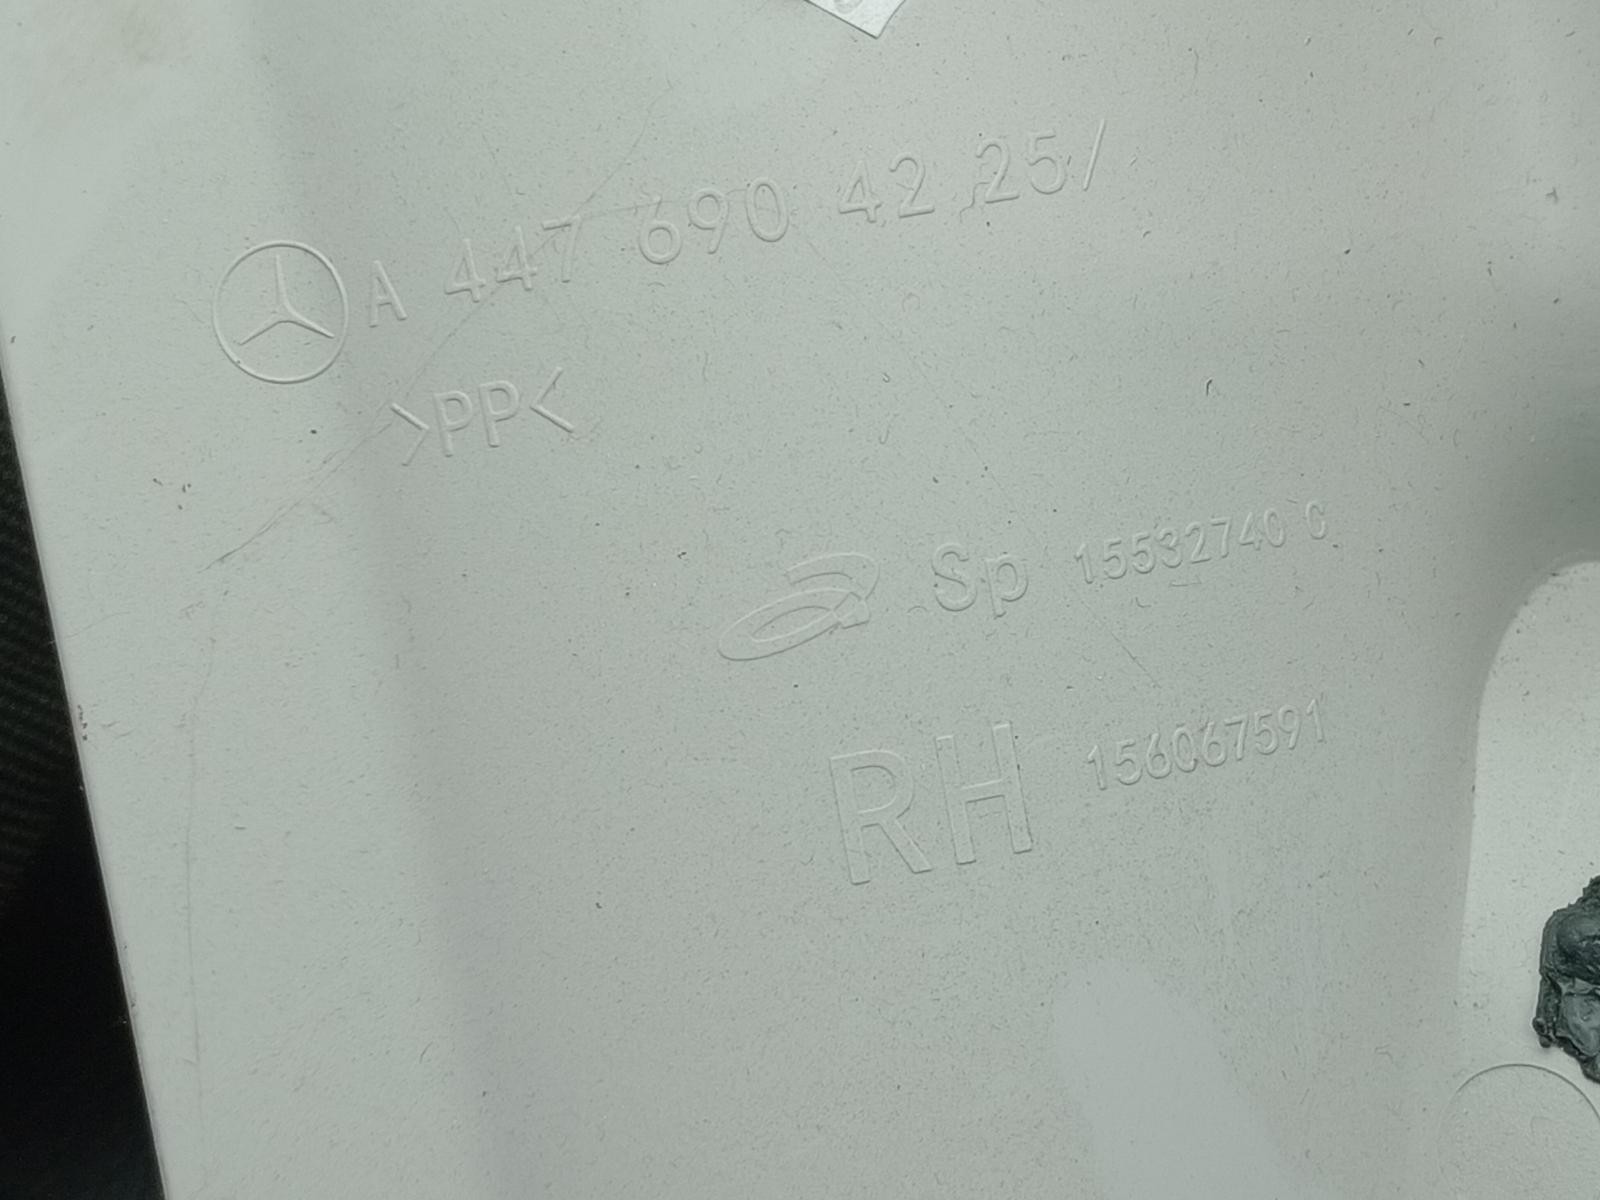 A 447 690 42 25/
>PP<
Sp 15532740 C
RH 156067591